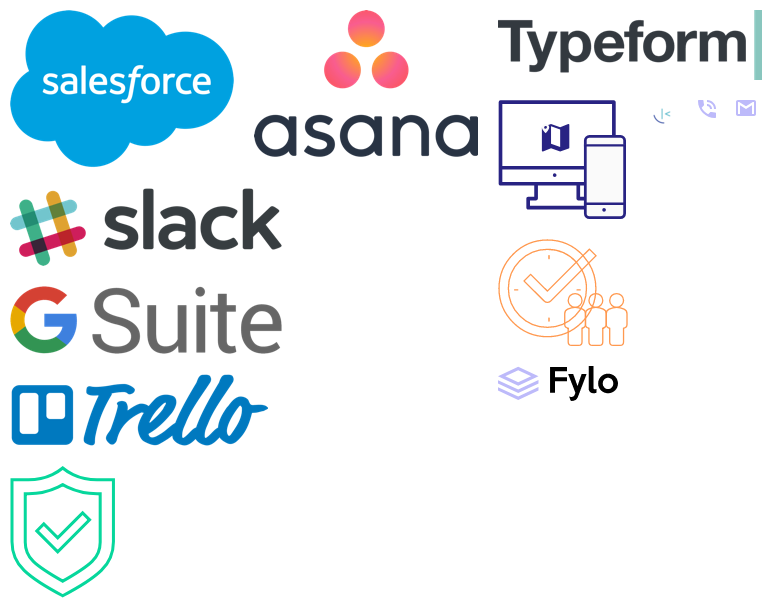 salesforce
asana
Typeform
slack
G Suite
Trello
Fylo